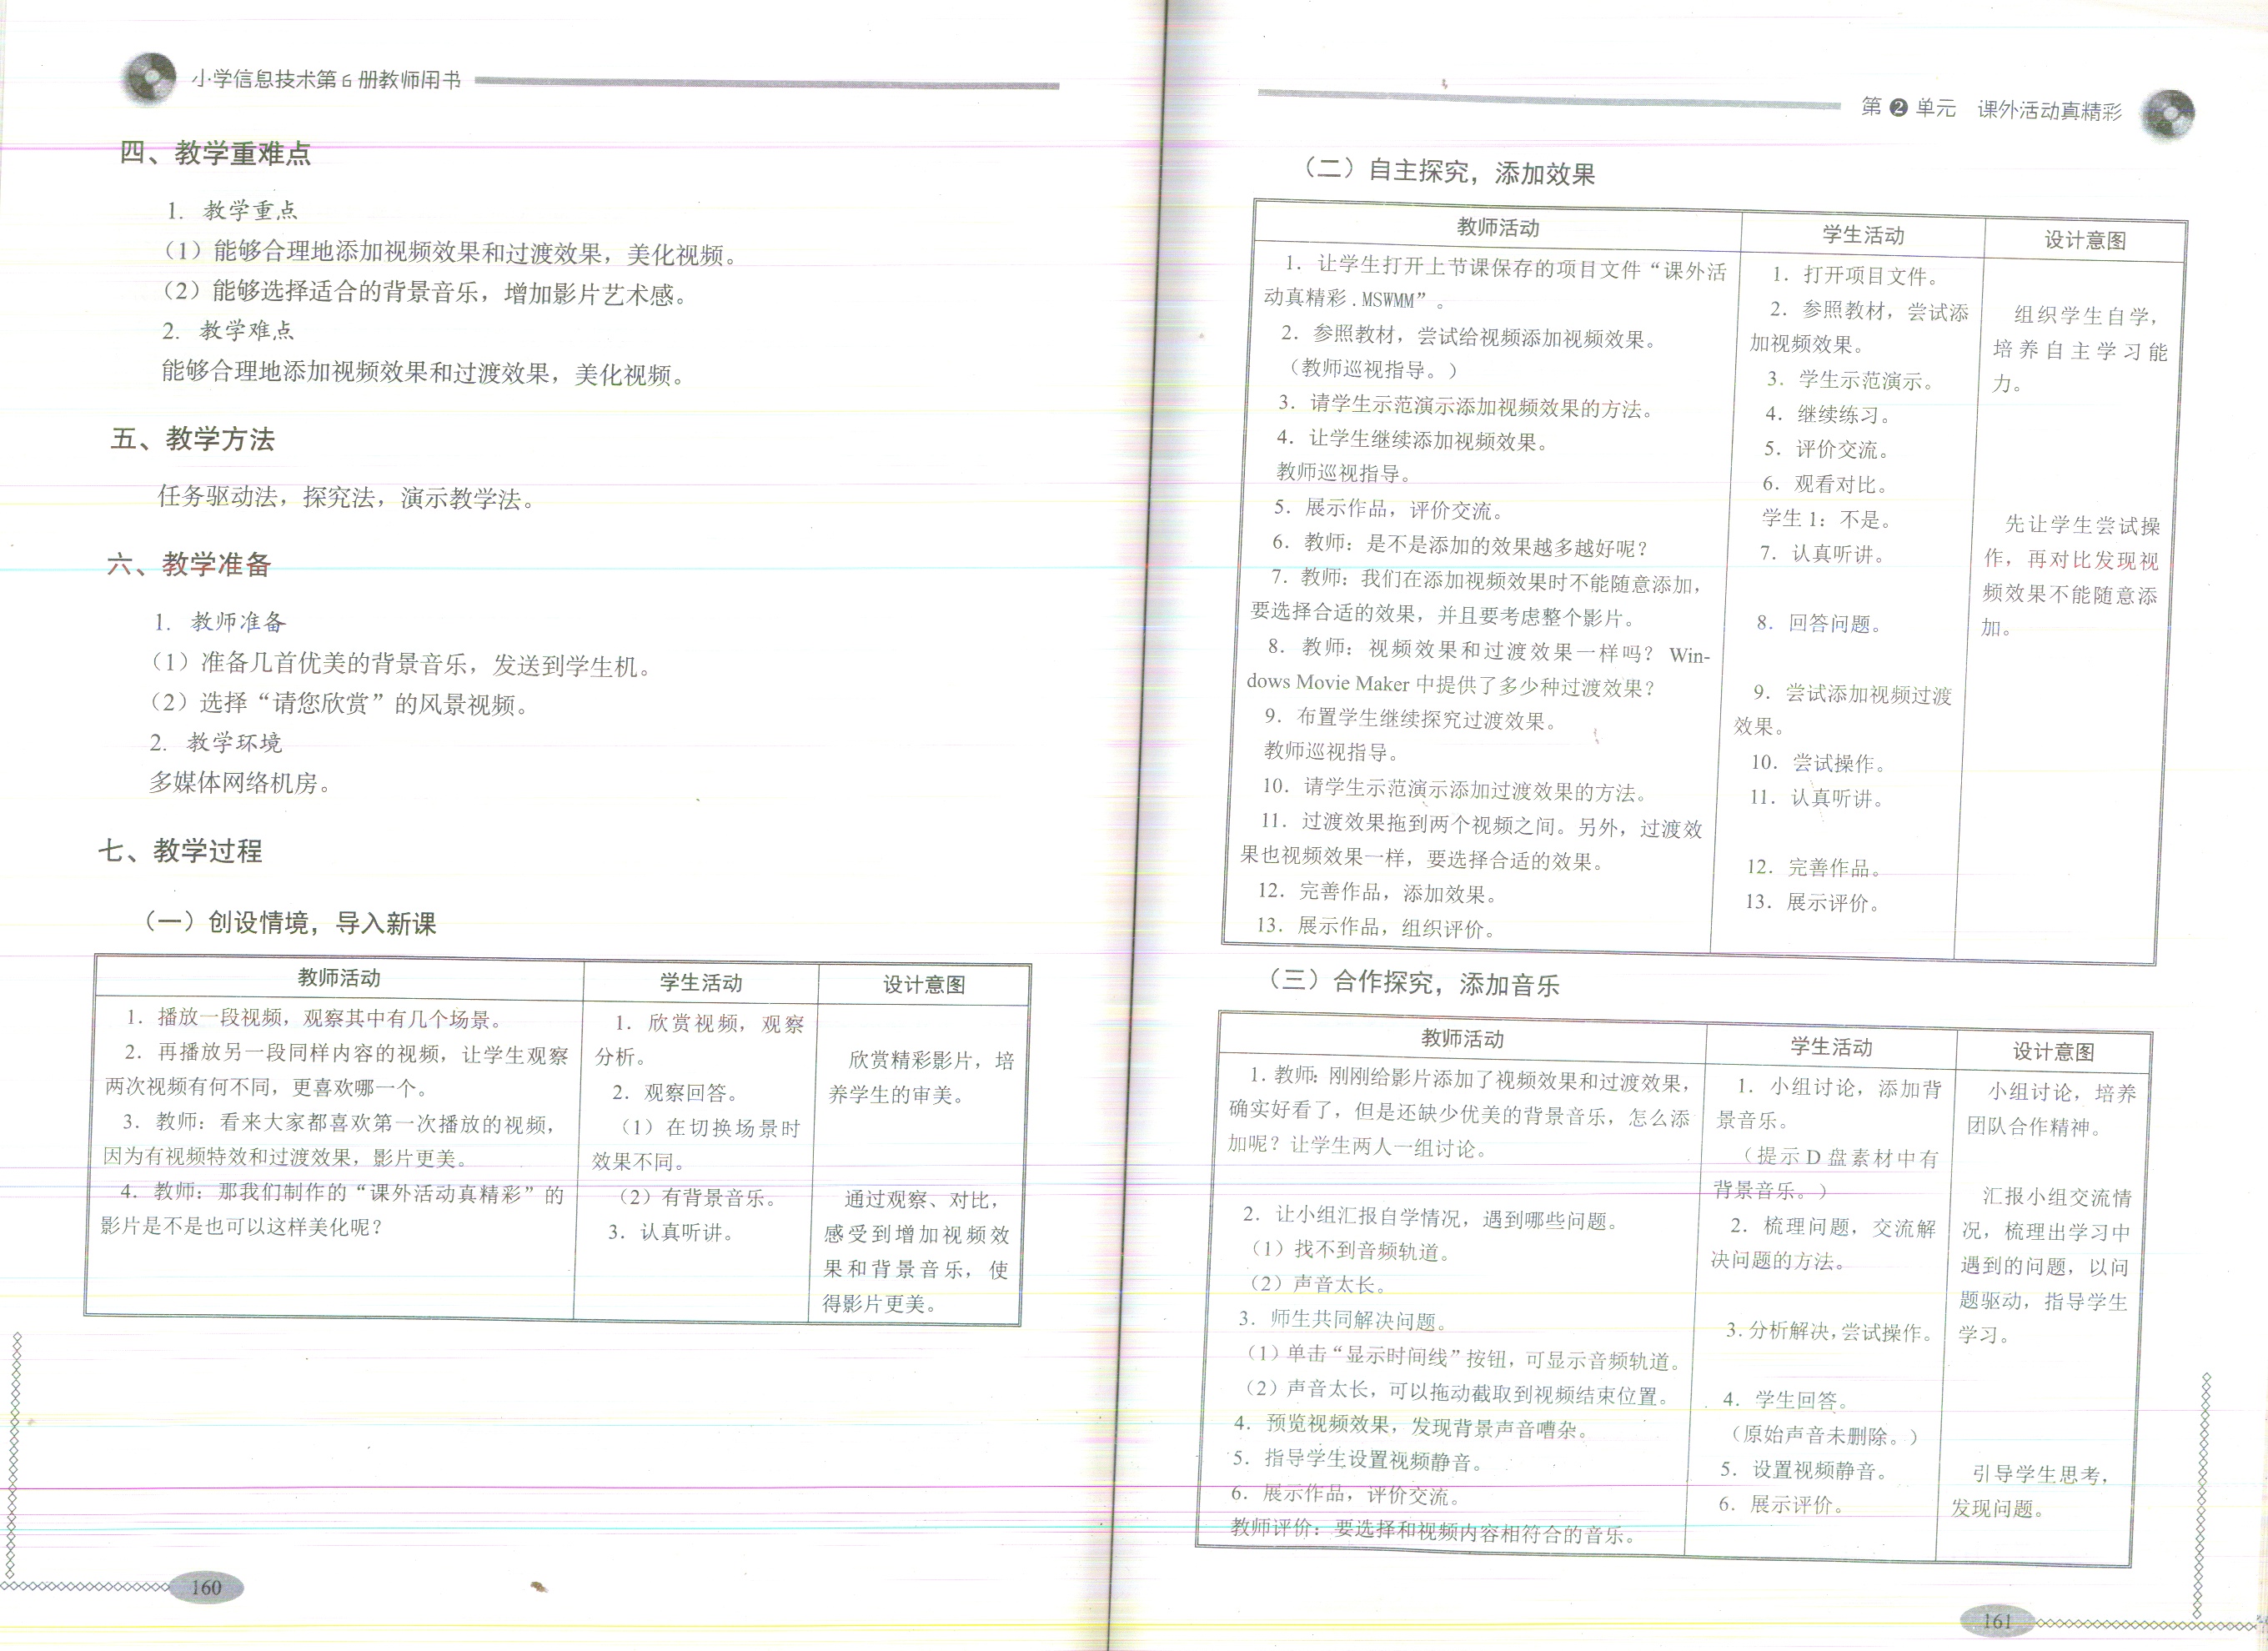 小学信息技术第6册教师用书
四、教学重难点
1. 教学重点
（1）能够合理地添加视频效果和过渡效果，美化视频。
（2）能够选择适合的背景音乐，增加影片艺术感。
2. 教学难点
能够合理地添加视频效果和过渡效果，美化视频。
五、教学方法
任务驱动法，探究法，演示教学法。
六、教学准备
1. 教师准备
（1）准备几首优美的背景音乐，发送到学生机。
（2）选择“请您欣赏”的风景视频。
2. 教学环境
多媒体网络机房。
七、教学过程
（一）创设情境，导入新课
教师活动
1. 播放一段视频，观察其中有几个场景。
2. 再播放另一段同样内容的视频，让学生观察
两次视频有何不同，更喜欢哪一个。
3. 教师：看来大家都喜欢第一次播放的视频，
因为有视频特效和过渡效果，影片更美。
4. 教师：那我们制作的“课外活动真精彩”的
影片是不是也可以这样美化呢？
学生活动
1. 欣赏视频，观察
分析。
2. 观察回答。
（1）在切换场景时
效果不同。
（2）有背景音乐。
3. 认真听讲。
设计意图
欣赏精彩影片，培
养学生的审美。
通过观察、对比，
感受到增加视频效
果和背景音乐，使
得影片更美。
160
第2单元 课外活动真精彩
（二）自主探究，添加效果
教师活动
1. 让学生打开上节课保存的项目文件“课外活
动真精彩.MSWMM”。
2. 参照教材，尝试给视频添加视频效果。
（教师巡视指导。）
3. 请学生示范演示添加视频效果的方法。
4. 让学生继续添加视频效果。
教师巡视指导。
5. 展示作品，评价交流。
6. 教师：是不是添加的效果越多越好呢？
7. 教师：我们在添加视频效果时不能随意添加，
要选择合适的效果，并且要考虑整个影片。
8. 教师：视频效果和过渡效果一样吗？Win-
dows Movie Maker 中提供了多少种过渡效果？
9. 布置学生继续探究过渡效果。
教师巡视指导。
10. 请学生示范演示添加过渡效果的方法。
11. 过渡效果拖到两个视频之间。另外，过渡效
果也视频效果一样，要选择合适的效果。
12. 完善作品，添加效果。
13. 展示作品，组织评价。
学生活动
1. 打开项目文件。
2. 参照教材，尝试添
加视频效果。
3. 学生示范演示。
4. 继续练习。
5. 评价交流。
6. 观看对比。
学生1：不是。
7. 认真听讲。
8. 回答问题。
9. 尝试添加视频过渡
效果。
10. 尝试操作。
11. 认真听讲。
12. 完善作品。
13. 展示评价。
设计意图
组织学生自学，
培养自主学习能
力。
先让学生尝试操
作，再对比发现视
频效果不能随意添
加。
（三）合作探究，添加音乐
教师活动
1. 教师：刚刚给影片添加了视频效果和过渡效果，
确实好看了，但是还缺少优美的背景音乐，怎么添
加呢？让学生两人一组讨论。
2. 让小组汇报自学情况，遇到哪些问题。
（1）找不到音频轨道。
（2）声音太长。
3. 师生共同解决问题。
（1）单击“显示时间线”按钮，可显示音频轨道。
（2）声音太长，可以拖动截取到视频结束位置。
4. 预览视频效果，发现背景声音嘈杂。
5. 指导学生设置视频静音。
6. 展示作品，评价交流。
教师评价：要选择和视频内容相符合的音乐。
学生活动
1. 小组讨论，添加背
景音乐。
（提示D盘素材中有
背景音乐。）
2. 梳理问题，交流解
决问题的方法。
3. 分析解决，尝试操作。
4. 学生回答。
（原始声音未删除。）
5. 设置视频静音。
6. 展示评价。
设计意图
小组讨论，培养
团队合作精神。
汇报小组交流情
况，梳理出学习中
遇到的问题，以问
题驱动，指导学生
学习。
引导学生思考，
发现问题。
161